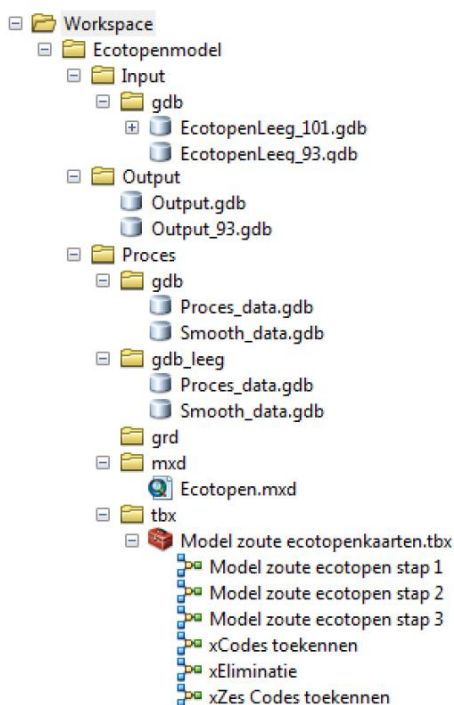 Workspace
Ecotopenmodel
Input
gdb
EcotopenLeeg_101.gdb
EcotopenLeeg_93.gdb
Output
Output.gdb
Output_93.gdb
Proces
gdb
Proces_data.gdb
Smooth_data.gdb
gdb_leeg
Proces_data.gdb
Smooth_data.gdb
grd
mxd
Ecotopen.mxd
tbx
Model zoute ecotopenkaarten.tbx
Model zoute ecotopen stap 1
Model zoute ecotopen stap 2
Model zoute ecotopen stap 3
xCodes toekennen
xEliminatie
xZes Codes toekennen